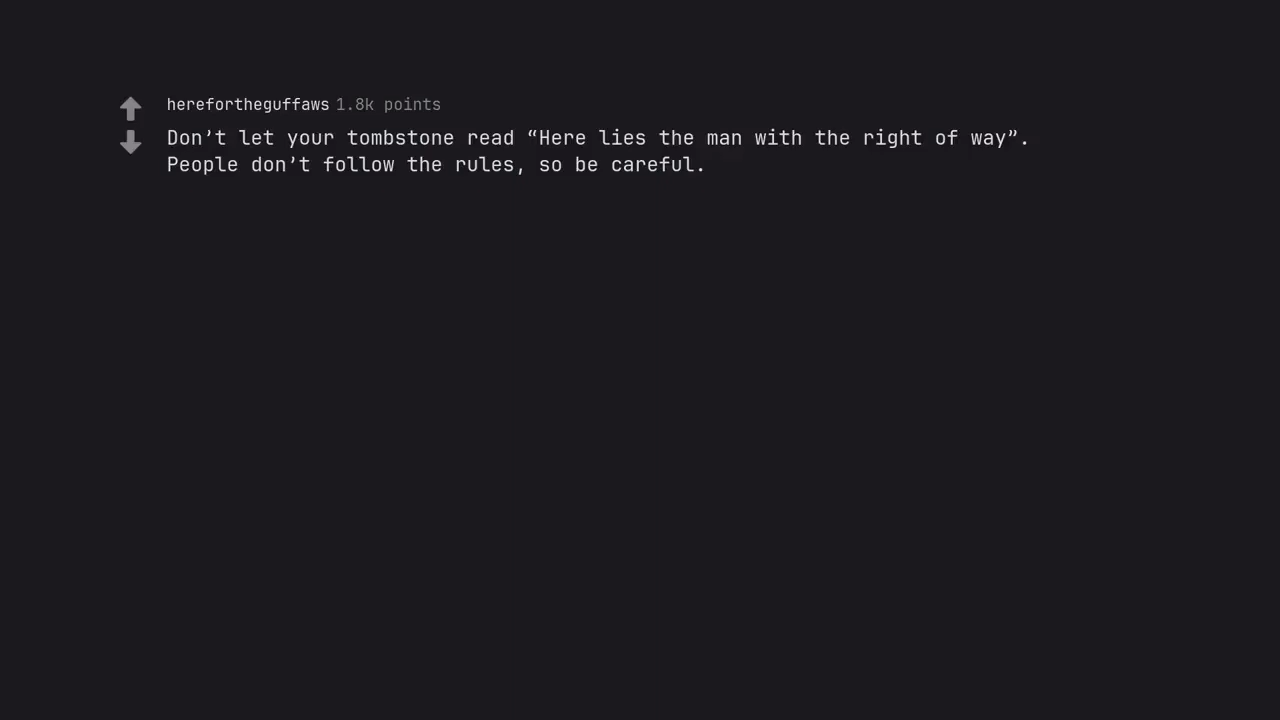 herefortheguffaws 1.8k points
Don’t let your tombstone read “Here lies the man with the right of way”.
People don’t follow the rules, so be careful.